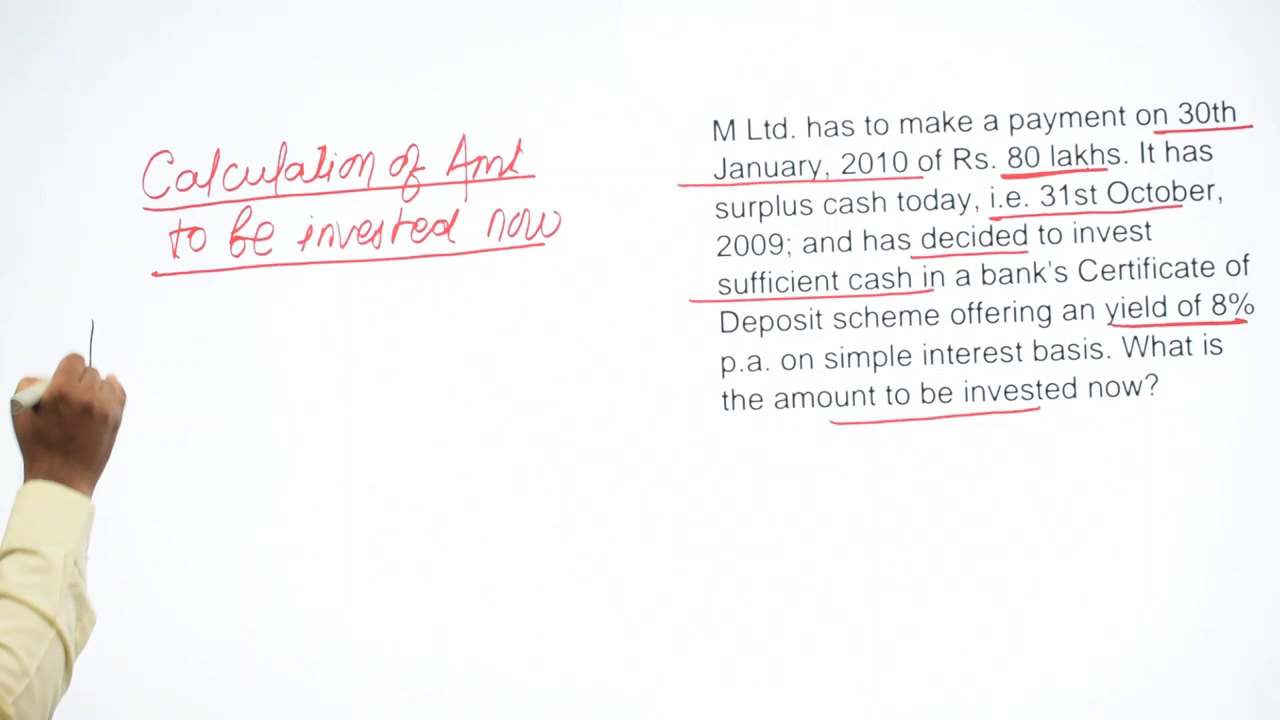 Calculation of Amt
to be invested now
M Ltd. has to make a payment on 30th
January, 2010 of Rs. 80 lakhs. It has
surplus cash today, i.e. 31st October,
2009; and has decided to invest
sufficient cash in a bank's Certificate of
Deposit scheme offering an yield of 8%
p.a. on simple interest basis. What is
the amount to be invested now?